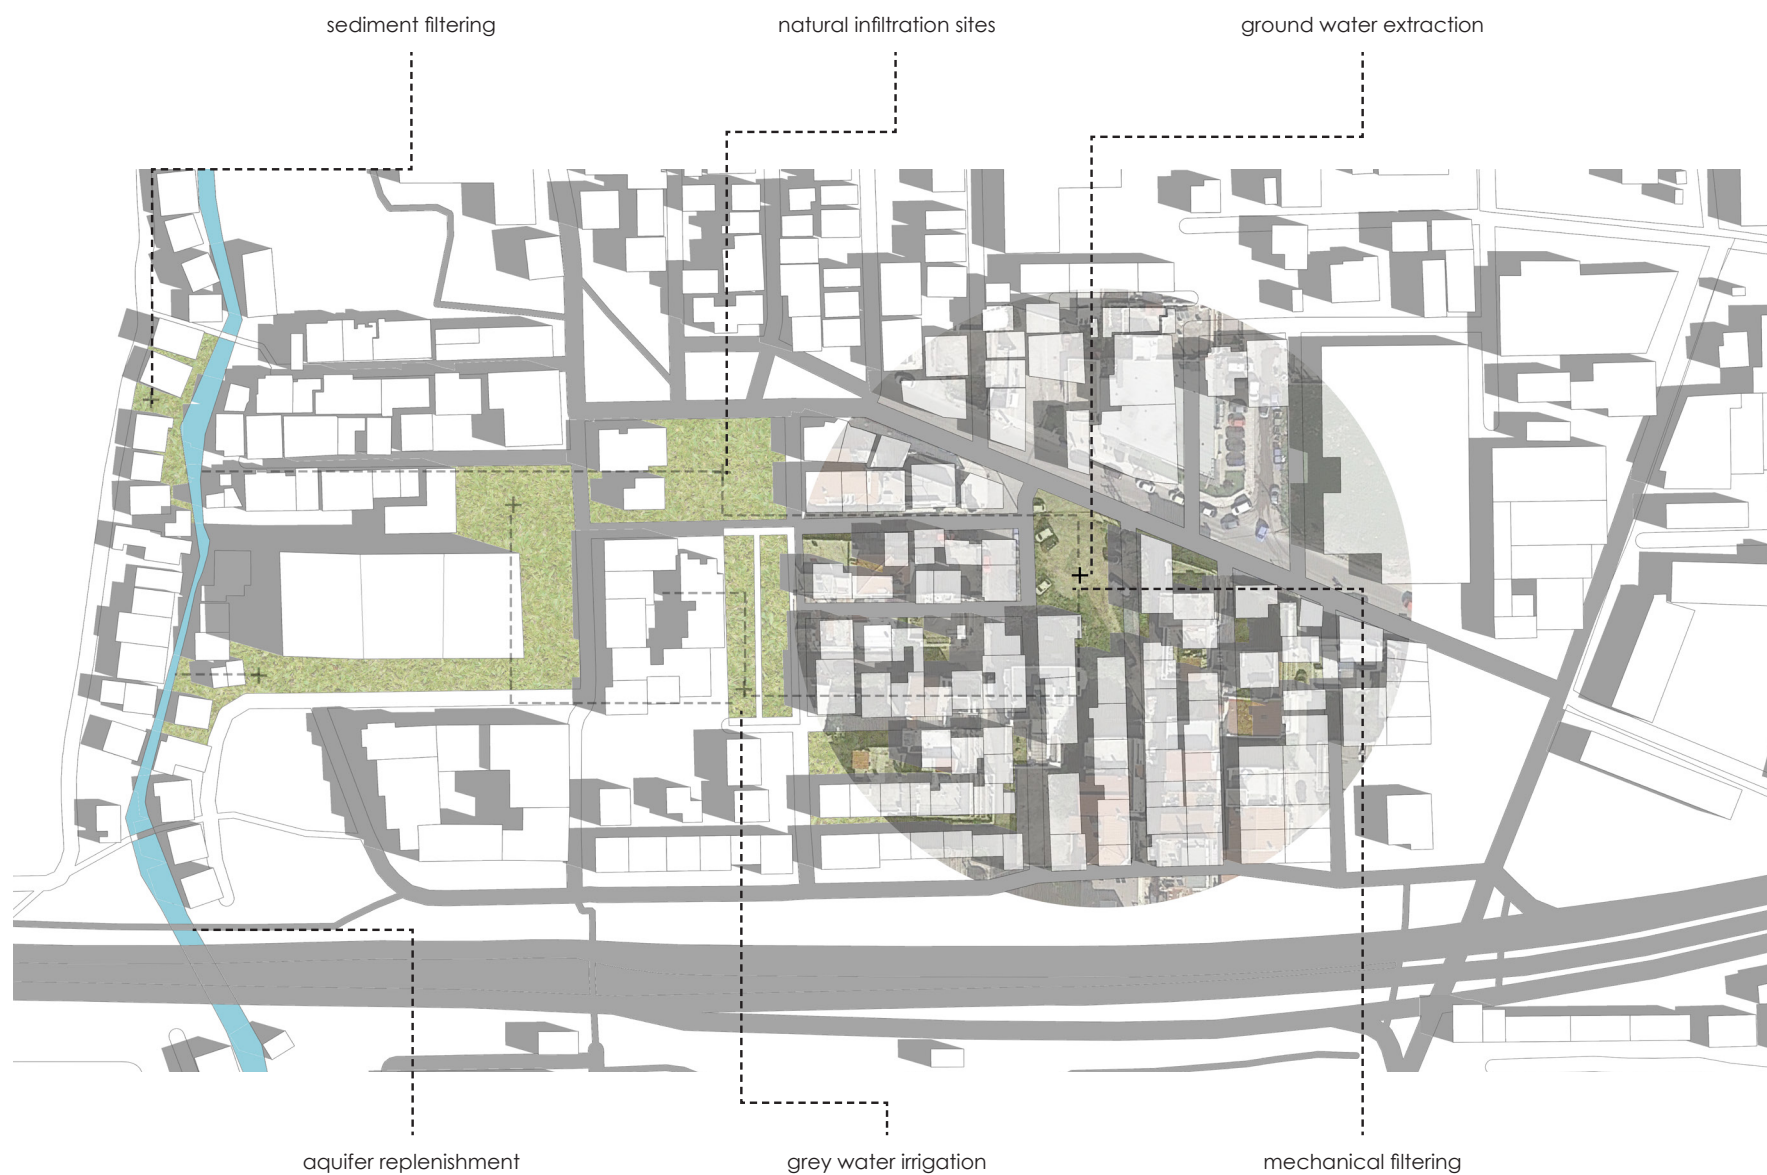 sediment filtering
natural infiltration sites
ground water extraction
aquifer replenishment
grey water irrigation
mechanical filtering